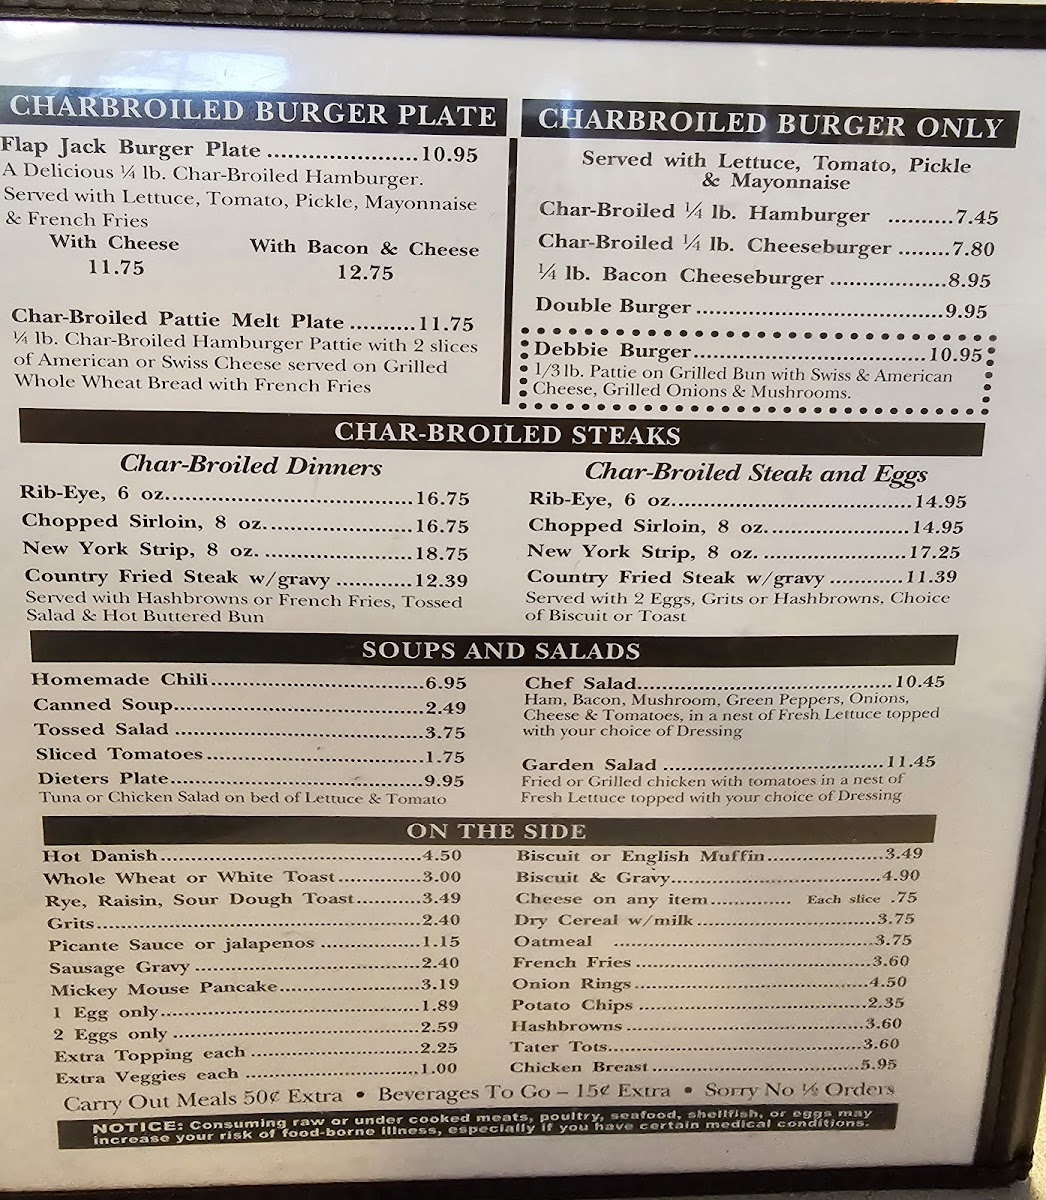 CHARBROILED BURGER PLATE
Flap Jack Burger Plate ......................10.95
A Delicious ¼ lb. Char-Broiled Hamburger.
Served with Lettuce, Tomato, Pickle, Mayonnaise
& French Fries
With Cheese With Bacon & Cheese
11.75 12.75
Char-Broiled Pattie Melt Plate ..........11.75
¼ lb. Char-Broiled Hamburger Pattie with 2 slices
of American or Swiss Cheese served on Grilled
Whole Wheat Bread with French Fries
CHARBROILED BURGER ONLY
Served with Lettuce, Tomato, Pickle
& Mayonnaise
Char-Broiled ¼ lb. Hamburger ..........7.45
Char-Broiled ¼ lb. Cheeseburger ........7.80
¼ lb. Bacon Cheeseburger ..................8.95
Double Burger ......................................9.95
Debbie Burger....................................10.95
1/3 lb. Pattie on Grilled Bun with Swiss & American
Cheese, Grilled Onions & Mushrooms.
CHAR-BROILED STEAKS
Char-Broiled Dinners
Rib-Eye, 6 oz.......................................16.75
Chopped Sirloin, 8 oz.......................16.75
New York Strip, 8 oz. ........................18.75
Country Fried Steak w/gravy ............12.39
Served with Hashbrowns or French Fries, Tossed
Salad & Hot Buttered Bun
Char-Broiled Steak and Eggs
Rib-Eye, 6 oz.....................................14.95
Chopped Sirloin, 8 oz.......................14.95
New York Strip, 8 oz. ......................17.25
Country Fried Steak w/gravy ............11.39
Served with 2 Eggs, Grits or Hashbrowns, Choice
of Biscuit or Toast
SOUPS AND SALADS
Homemade Chili..................................6.95
Canned Soup........................................2.49
Tossed Salad ........................................3.75
Sliced Tomatoes...................................1.75
Dieters Plate.........................................9.95
Tuna or Chicken Salad on bed of Lettuce & Tomato
Chef Salad..........................................10.45
Ham, Bacon, Mushroom, Green Peppers, Onions,
Cheese & Tomatoes, in a nest of Fresh Lettuce topped
with your choice of Dressing
Garden Salad .....................................11.45
Fried or Grilled chicken with tomatoes in a nest of
Fresh Lettuce topped with your choice of Dressing
ON THE SIDE
Hot Danish...........................................4.50
Whole Wheat or White Toast..............3.00
Rye, Raisin, Sour Dough Toast...........3.49
Grits......................................................2.40
Picante Sauce or jalapenos .................1.15
Sausage Gravy ......................................2.40
Mickey Mouse Pancake........................3.19
1 Egg only............................................1.89
2 Eggs only ..........................................2.59
Extra Topping each .............................2.25
Extra Veggies each ..............................1.00
Biscuit or English Muffin....................3.49
Biscuit & Gravy....................................4.90
Cheese on any item.............. Each slice .75
Dry Cereal w/milk...............................3.75
Oatmeal ............................................3.75
French Fries ........................................3.60
Onion Rings ........................................4.50
Potato Chips ........................................2.35
Hashbrowns.........................................3.60
Tater Tots............................................3.60
Chicken Breast ....................................5.95
Carry Out Meals 50¢ Extra • Beverages To Go – 15¢ Extra • Sorry No ½ Orders
NOTICE: Consuming raw or under cooked meats, poultry, seafood, shellfish, or eggs may
increase your risk of food-borne illness, especially if you have certain medical conditions.